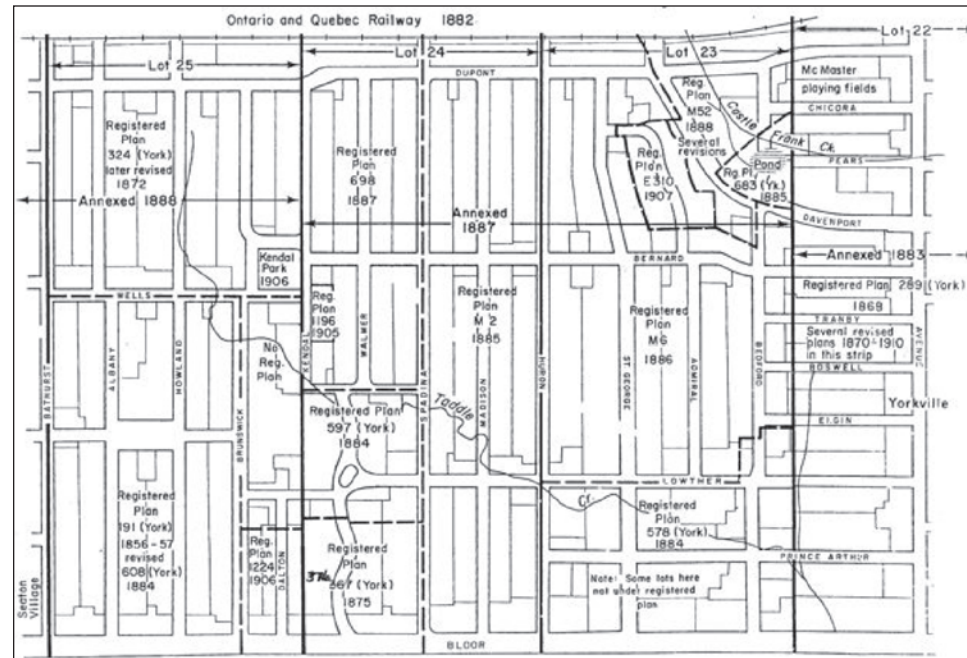 Ontario and Quebec Railway 1882
Lot 22
Lot 25
Lot 24
Lot 23
DUPONT
Reg.
Plan
M52
1888
Several
revisions
Mc Master
playing fields
CHICORA
Castle
Frank
Ck.
PEARS
Pond
Registered
Plan
324 (York)
later revised
1872
Annexed 1888
Registered
Plan
698
1887
Annexed
1887
Reg.
Plan
E310
1907
Rg. Pl.
683 (Yk.)
1885
DAVENPORT
Kendal
Park
1906
BERNARD
Annexed 1883
WELLS
Reg.
Plan
1196
1905
Registered
Plan
M 2
1885
Registered
Plan
M6
1886
Registered Plan 289 (York)
1868
TRANBY
Several revised
plans 1870-1910
in this strip
BOSWELL
No
Reg.
Plan
BATHURST
ALBANY
HOWLAND
BRUNSWICK
KENDAL
WALMER
SPADINA
MADISON
HURON
ST. GEORGE
ADMIRAL
BEDFORD
AVENUE
Yorkville
ELGIN
Taddle
Cr.
Registered Plan
597 (York)
1884
LOWTHER
Registered
Plan
191 (York)
1856-57
revised
608 (York)
1884
Reg.
Plan
1224
1906
DALTON
Registered
Plan
367 (York)
1875
Registered
Plan
578 (York)
1884
PRINCE ARTHUR
Note: Some lots here
not under registered
plan
Seaton
Village
BLOOR